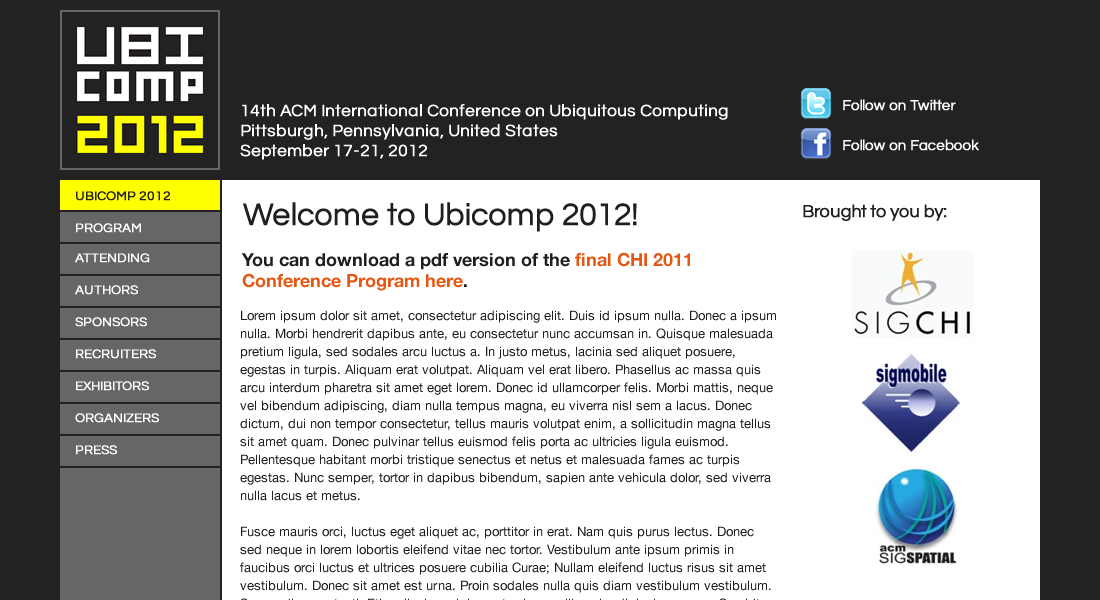 UBI
COMP
2012
14th ACM International Conference on Ubiquitous Computing
Pittsburgh, Pennsylvania, United States
September 17-21, 2012
Follow on Twitter
Follow on Facebook
UBICOMP 2012
PROGRAM
ATTENDING
AUTHORS
SPONSORS
RECRUITERS
EXHIBITORS
ORGANIZERS
PRESS
Welcome to Ubicomp 2012!
You can download a pdf version of the final CHI 2011
Conference Program here.
Lorem ipsum dolor sit amet, consectetur adipiscing elit. Duis id ipsum nulla. Donec a ipsum
nulla. Morbi hendrerit dapibus ante, eu consectetur nunc accumsan in. Quisque malesuada
pretium ligula, sed sodales arcu luctus a. In justo metus, lacinia sed aliquet posuere,
egestas in turpis. Aliquam erat volutpat. Aliquam vel erat libero. Phasellus ac massa quis
arcu interdum pharetra sit amet eget lorem. Donec id ullamcorper felis. Morbi mattis, neque
vel bibendum adipiscing, diam nulla tempus magna, eu viverra nisl sem a lacus. Donec
dictum, dui non tempor consectetur, tellus mauris volutpat enim, a sollicitudin magna tellus
sit amet quam. Donec pulvinar tellus euismod felis porta ac ultricies ligula euismod.
Pellentesque habitant morbi tristique senectus et netus et malesuada fames ac turpis
egestas. Nunc semper, tortor in dapibus bibendum, sapien ante vehicula dolor, sed viverra
nulla lacus et metus.
Fusce mauris orci, luctus eget aliquet ac, porttitor in erat. Nam quis purus lectus. Donec
sed neque in lorem lobortis eleifend vitae nec tortor. Vestibulum ante ipsum primis in
faucibus orci luctus et ultrices posuere cubilia Curae; Nullam eleifend luctus risus sit amet
vestibulum. Donec sit amet est urna. Proin sodales nulla quis diam vestibulum vestibulum.
Brought to you by:
SIGCHI
sigmobile
acm
SIGSPATIAL